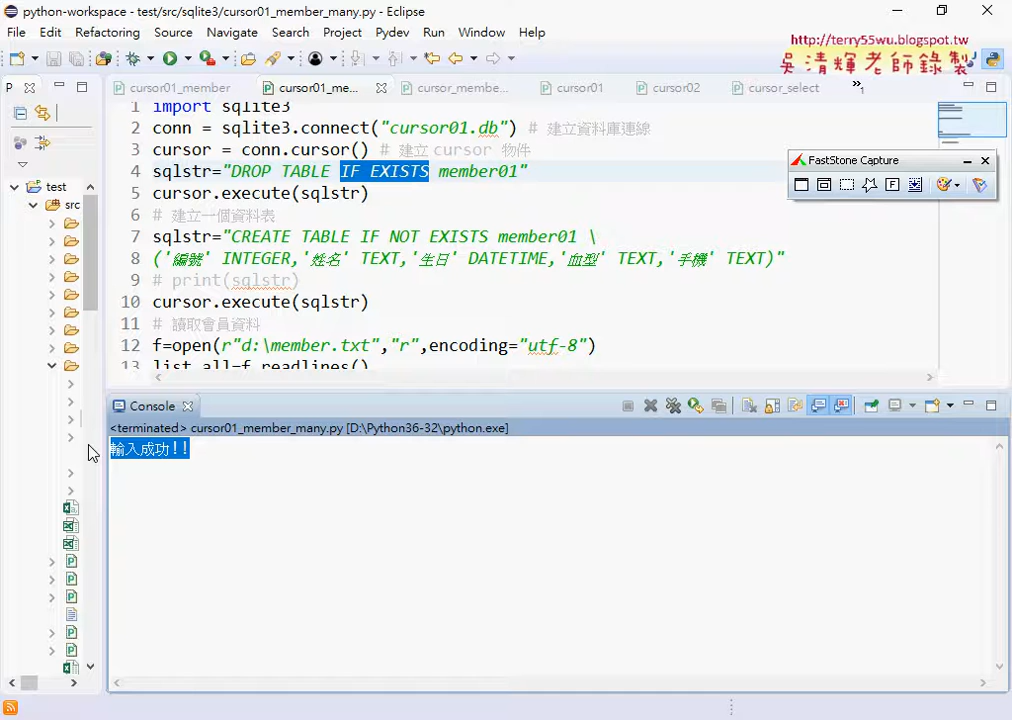 python-workspace - test/src/sqlite3/cursor01_member_many.py - Eclipse
File Edit Refactoring Source Navigate Search Project Pydev Run Window Help
http://terry55wu.blogspot.tw
吳清輝老師錄製
P
cursor01_member
cursor01_me...
cursor_membe...
cursor01
cursor02
cursor_select
»1
1 import sqlite3
2 conn = sqlite3.connect("cursor01.db") # 建立資料庫連線
3 cursor = conn.cursor() # 建立 cursor 物件
4 sqlstr="DROP TABLE IF EXISTS member01"
5 cursor.execute(sqlstr)
6 # 建立一個資料表
7 sqlstr="CREATE TABLE IF NOT EXISTS member01 \
8 ('編號' INTEGER,'姓名' TEXT,'生日' DATETIME,'血型' TEXT,'手機' TEXT)"
9 # print(sqlstr)
10 cursor.execute(sqlstr)
11 # 讀取會員資料
12 f=open(r"d:\member.txt","r",encoding="utf-8")
13 list_all=f.readlines()
FastStone Capture
test
src
Console
<terminated> cursor01_member_many.py [D:\Python36-32\python.exe]
輸入成功!!